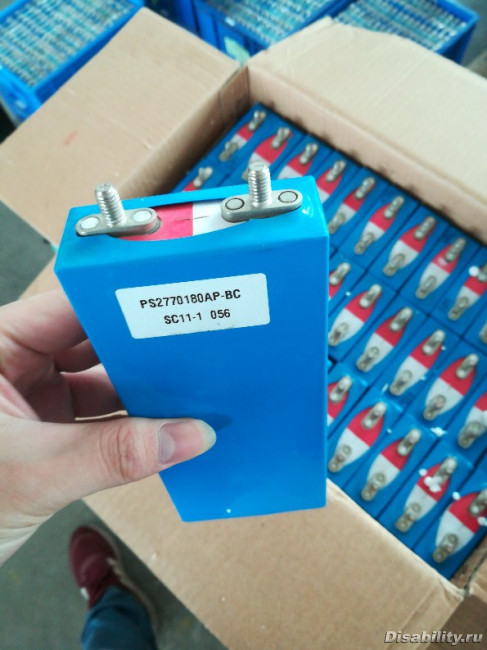 PS2770180AP-BC
SC11-1 056
Disability.ru